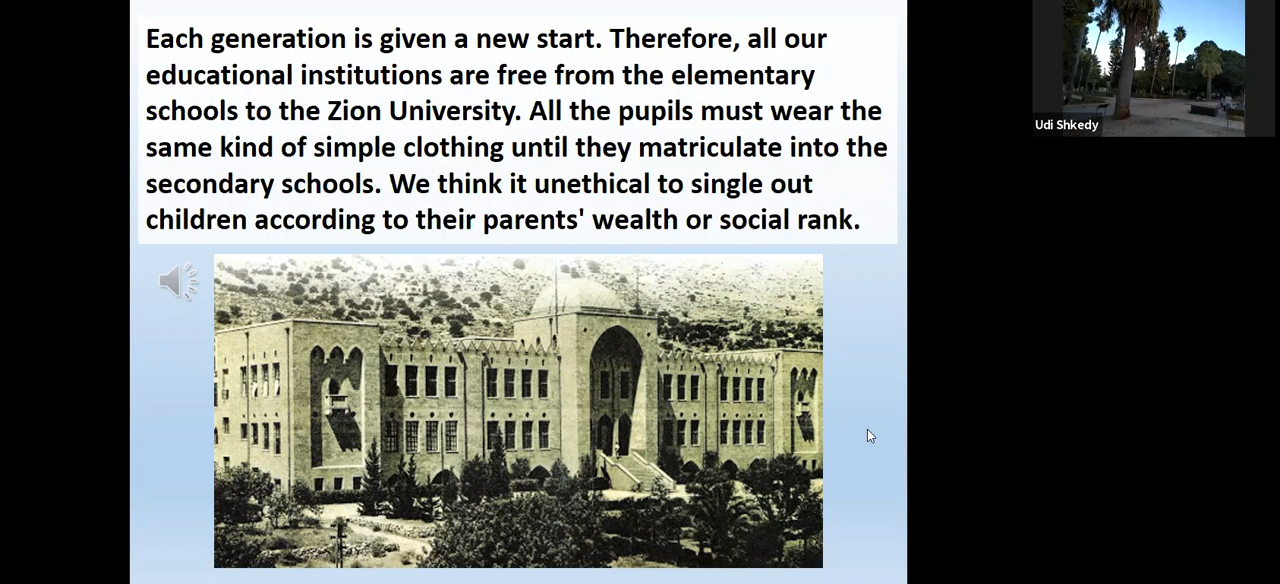 Each generation is given a new start. Therefore, all our
educational institutions are free from the elementary
schools to the Zion University. All the pupils must wear the
same kind of simple clothing until they matriculate into the
secondary schools. We think it unethical to single out
children according to their parents' wealth or social rank.
Udi Shkedy